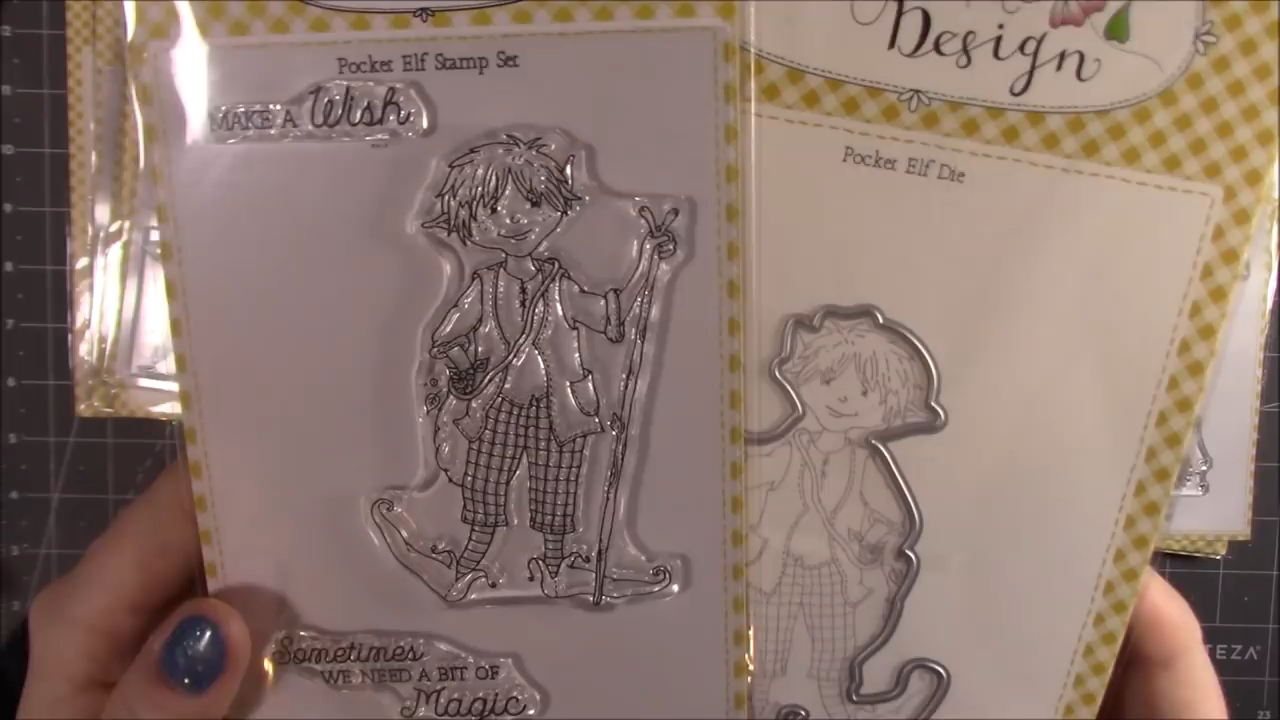 Pocket Elf Stamp Set
MAKE A Wish
Sometimes
WE NEED A BIT OF
Magic
Design
Pocket Elf Die